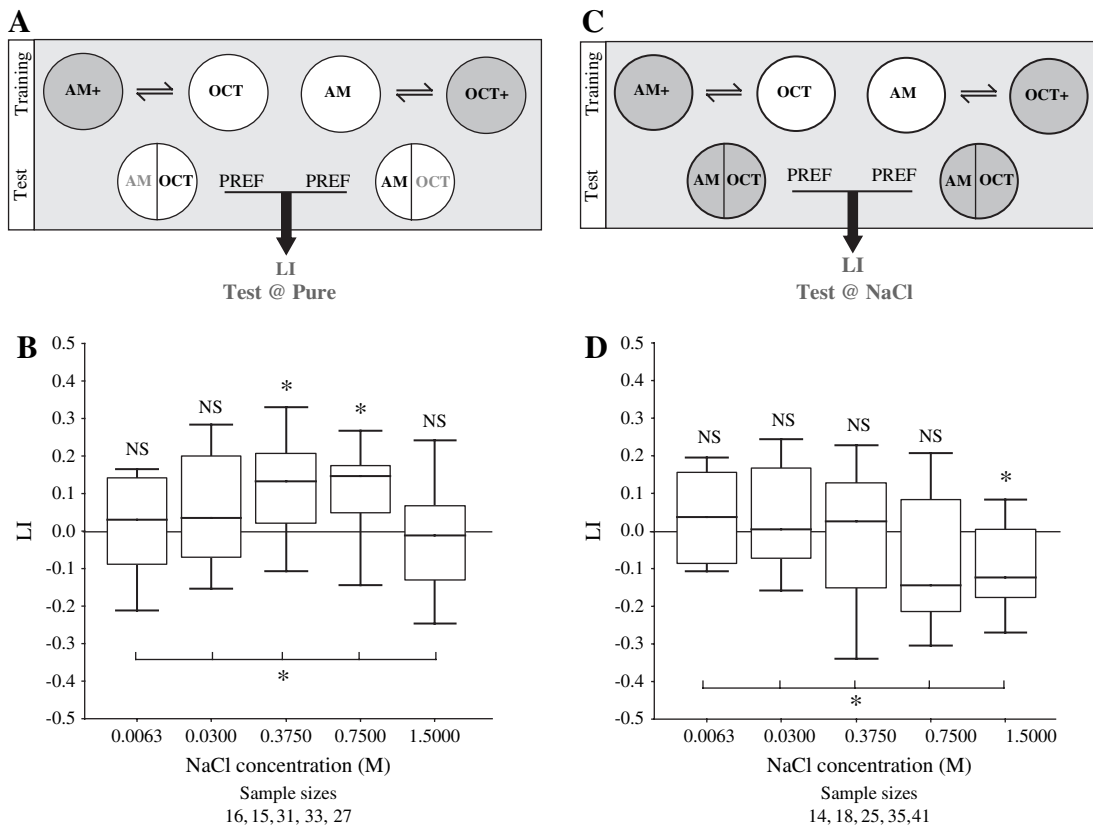 A
Training
AM+ OCT AM OCT+
Test
AM OCT PREF PREF AM OCT
LI
Test @ Pure
B
0.5
0.4
0.3
0.2
0.1
0.0
-0.1
-0.2
-0.3
-0.4
-0.5
LI
NS NS * * NS
*
0.0063 0.0300 0.3750 0.7500 1.5000
NaCl concentration (M)
Sample sizes
16, 15, 31, 33, 27
C
Training
AM+ OCT AM OCT+
Test
AM OCT PREF PREF AM OCT
LI
Test @ NaCl
D
0.5
0.4
0.3
0.2
0.1
0.0
-0.1
-0.2
-0.3
-0.4
-0.5
LI
NS NS NS NS *
*
0.0063 0.0300 0.3750 0.7500 1.5000
NaCl concentration (M)
Sample sizes
14, 18, 25, 35, 41